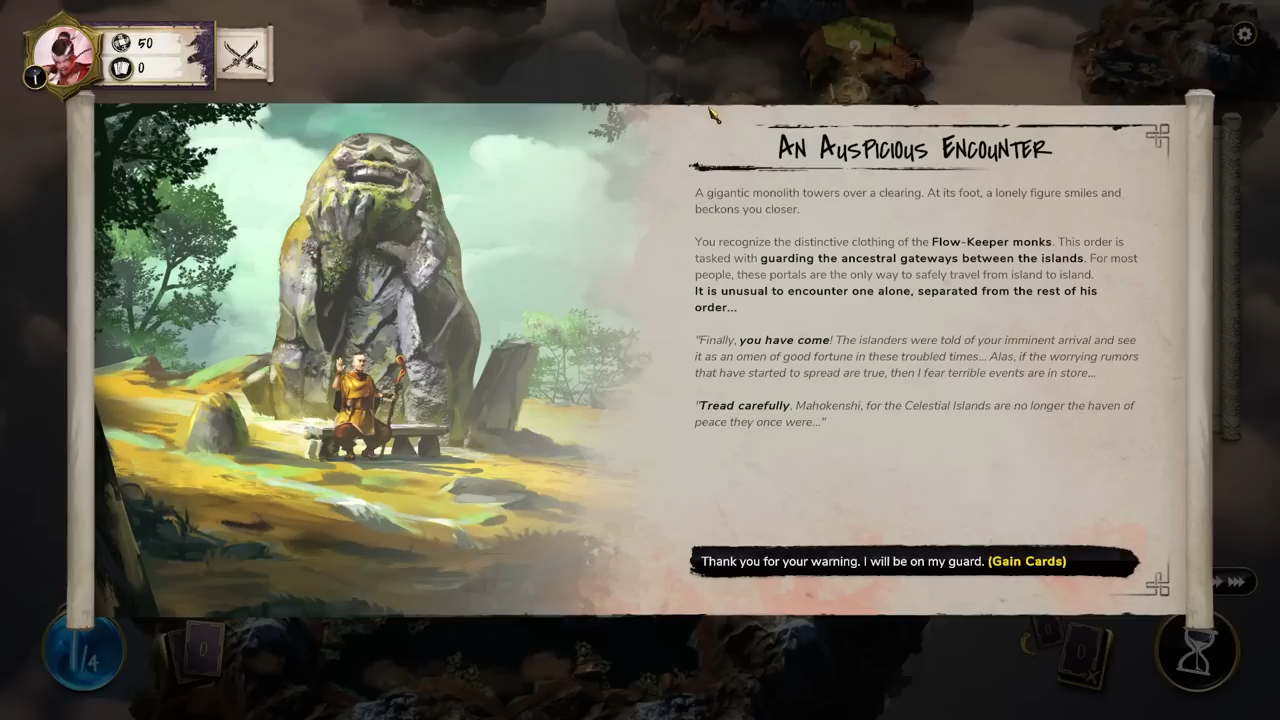 50
0
?
An Auspicious Encounter
A gigantic monolith towers over a clearing. At its foot, a lonely figure smiles and
beckons you closer.
You recognize the distinctive clothing of the Flow-Keeper monks. This order is
tasked with guarding the ancestral gateways between the islands. For most
people, these portals are the only way to safely travel from island to island.
It is unusual to encounter one alone, separated from the rest of his
order...
"Finally, you have come! The islanders were told of your imminent arrival and see
it as an omen of good fortune in these troubled times... Alas, if the worrying rumors
that have started to spread are true, then I fear terrible events are in store...
"Tread carefully, Mahokenshi, for the Celestial Islands are no longer the haven of
peace they once were..."
Thank you for your warning. I will be on my guard. (Gain Cards)
1/4
0
0
0